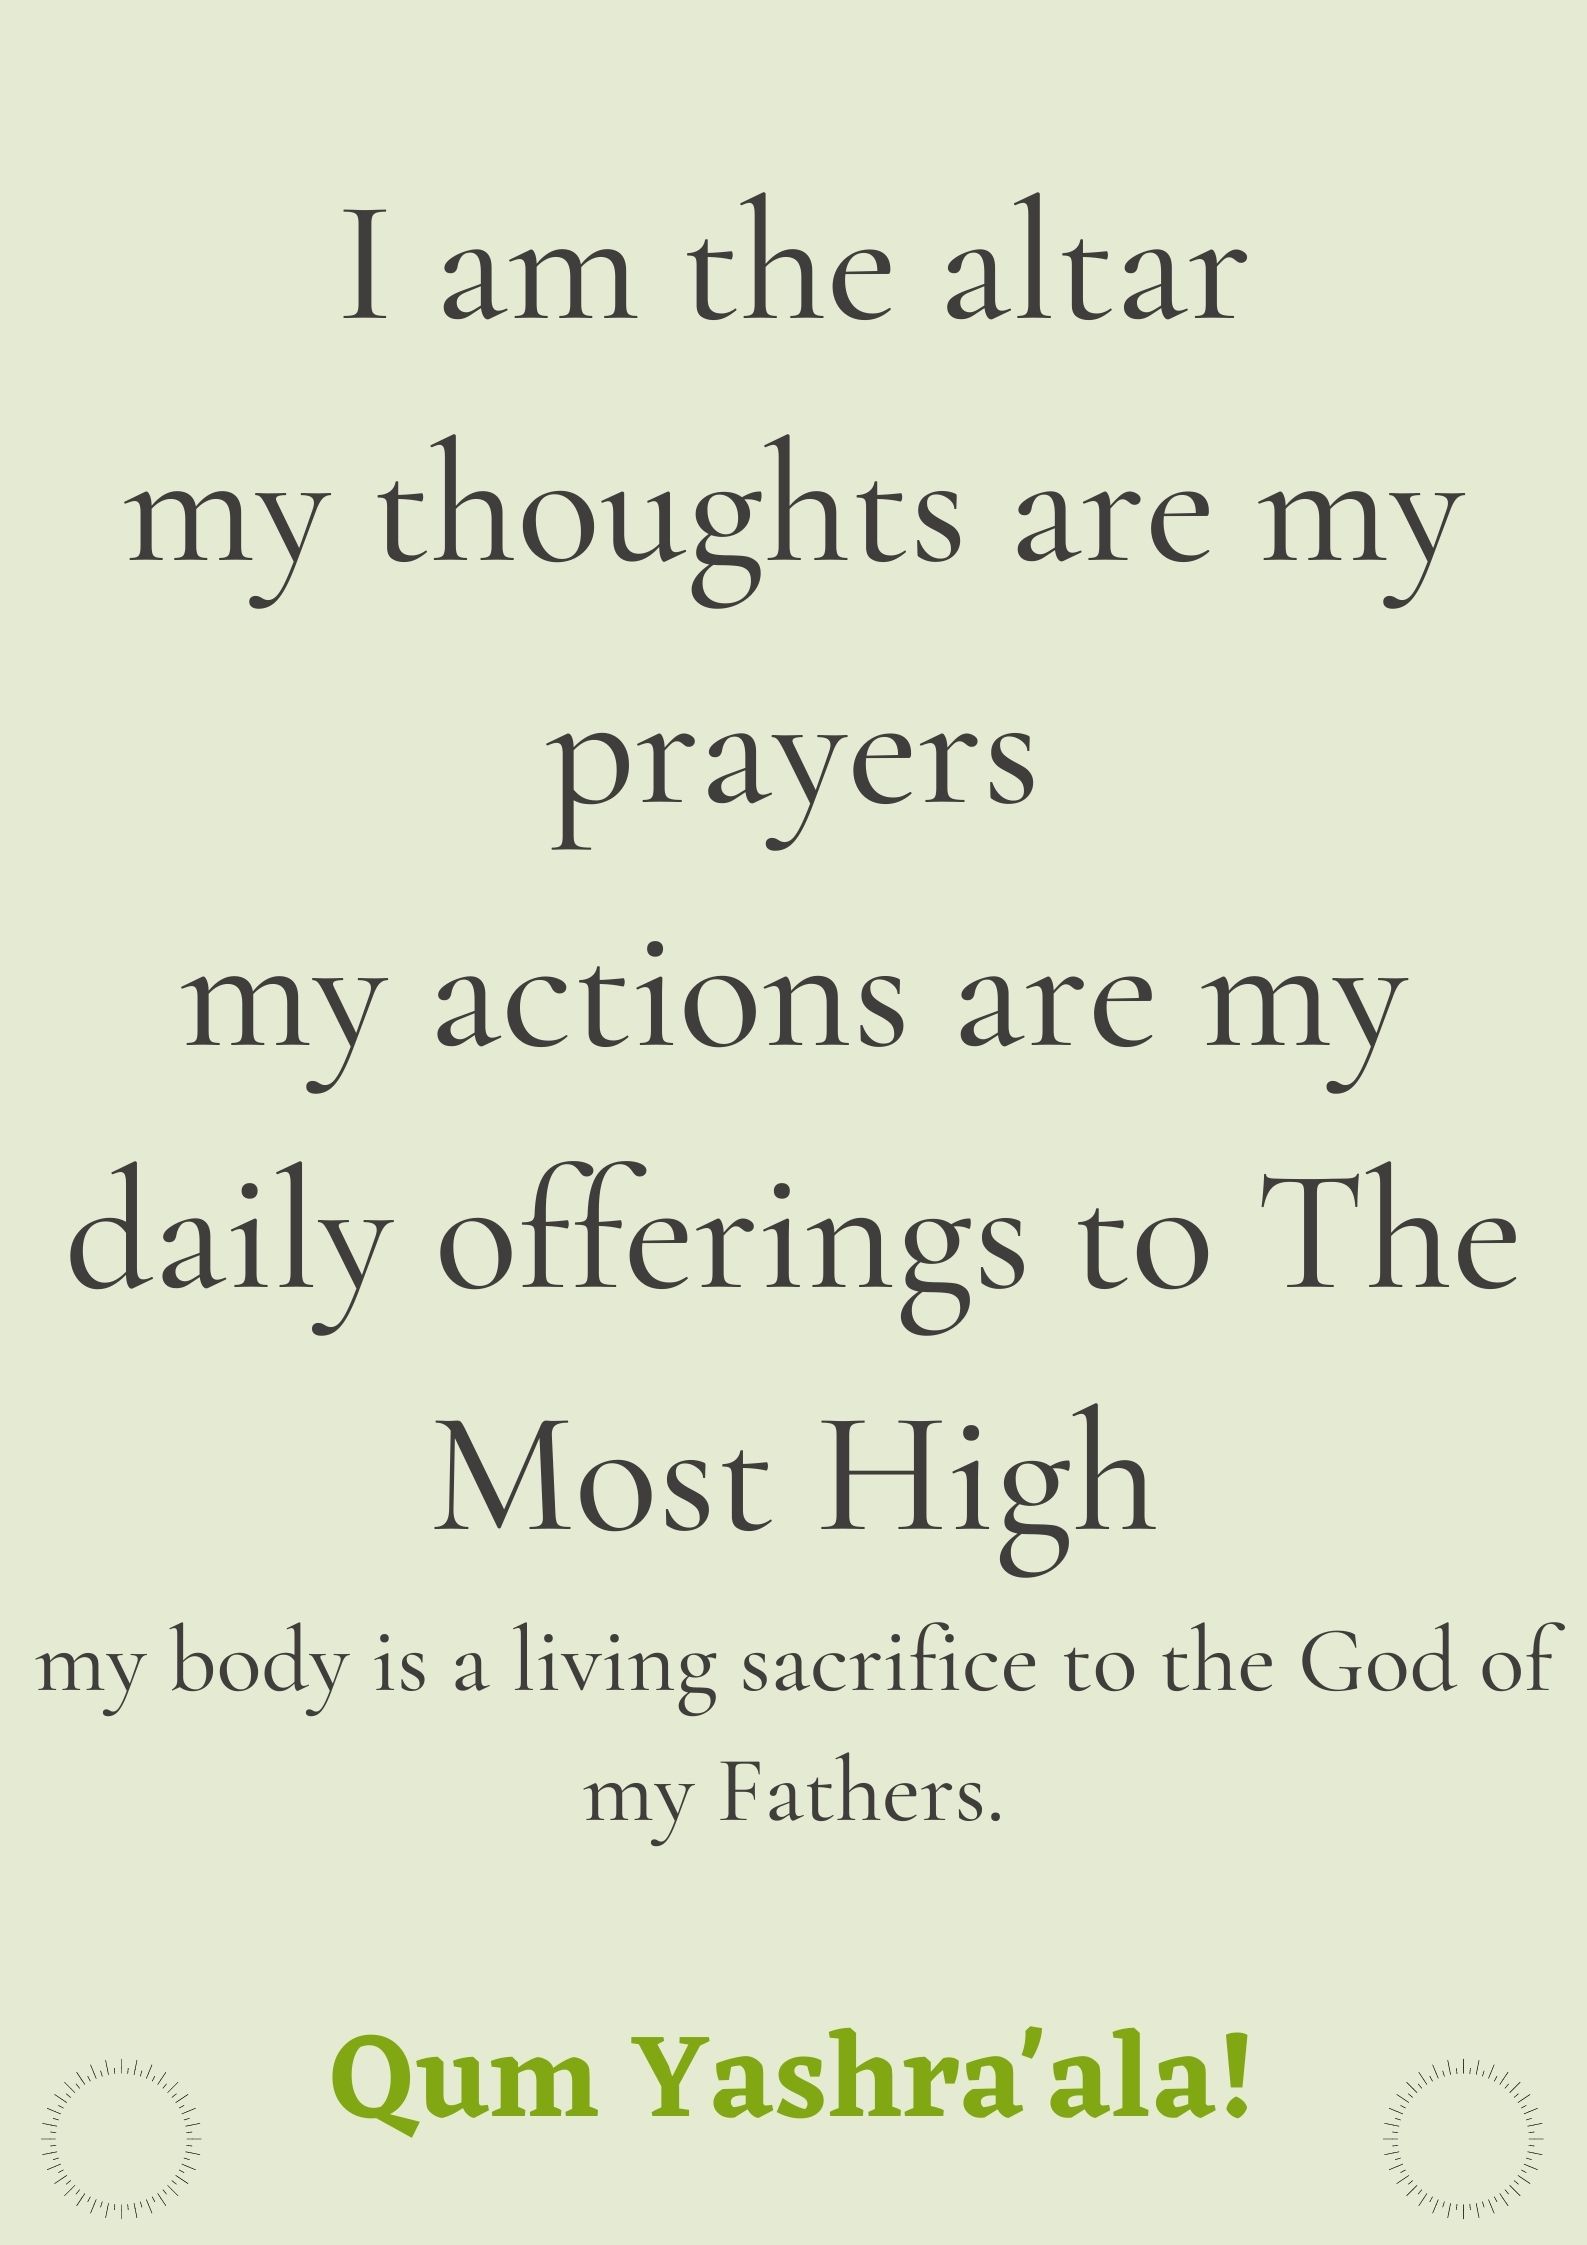 I am the altar
my thoughts are my
prayers
my actions are my
daily offerings to The
Most High
my body is a living sacrifice to the God of
my Fathers.
Qum Yashra'ala!